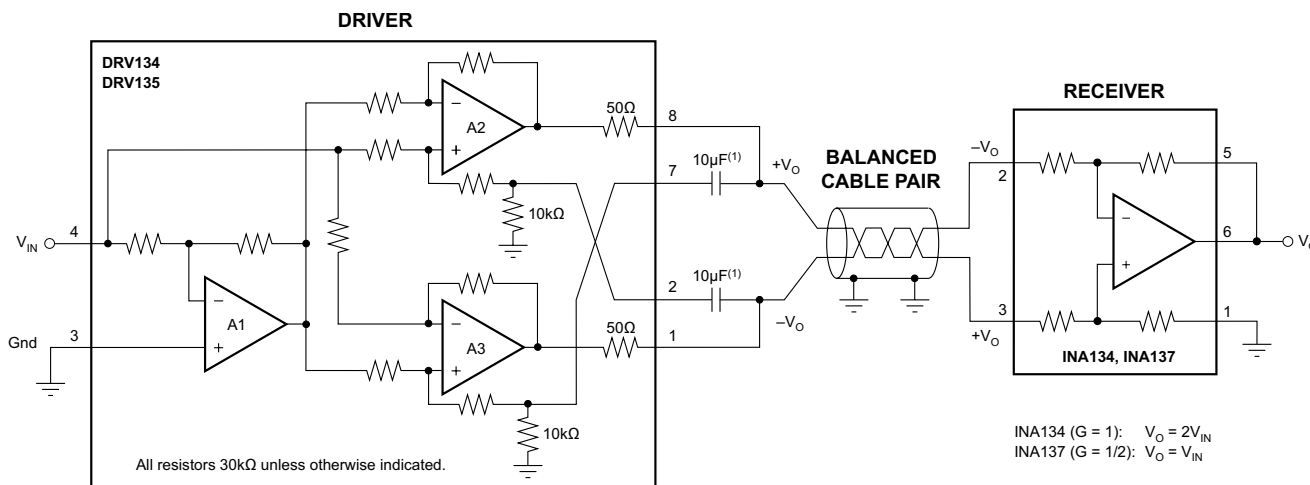 DRIVER
DRV134
DRV135
A2
50Ω
8
RECEIVER
10µF(1)
+VO
BALANCED
CABLE PAIR
−VO
2
5
7
10kΩ
VIN
4
6
VO
10µF(1)
2
A1
3
Gnd
A3
50Ω
1
−VO
3
+VO
1
INA134, INA137
10kΩ
All resistors 30kΩ unless otherwise indicated.
INA134 (G = 1): VO = 2VIN
INA137 (G = 1/2): VO = VIN